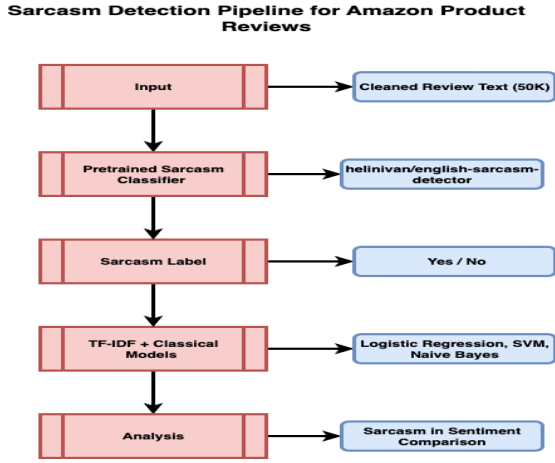 Sarcasm Detection Pipeline for Amazon Product
Reviews
Input
Cleaned Review Text (50K)
Pretrained Sarcasm
Classifier
helinivan/english-sarcasm-
detector
Sarcasm Label
Yes / No
TF-IDF + Classical
Models
Logistic Regression, SVM,
Naive Bayes
Analysis
Sarcasm in Sentiment
Comparison